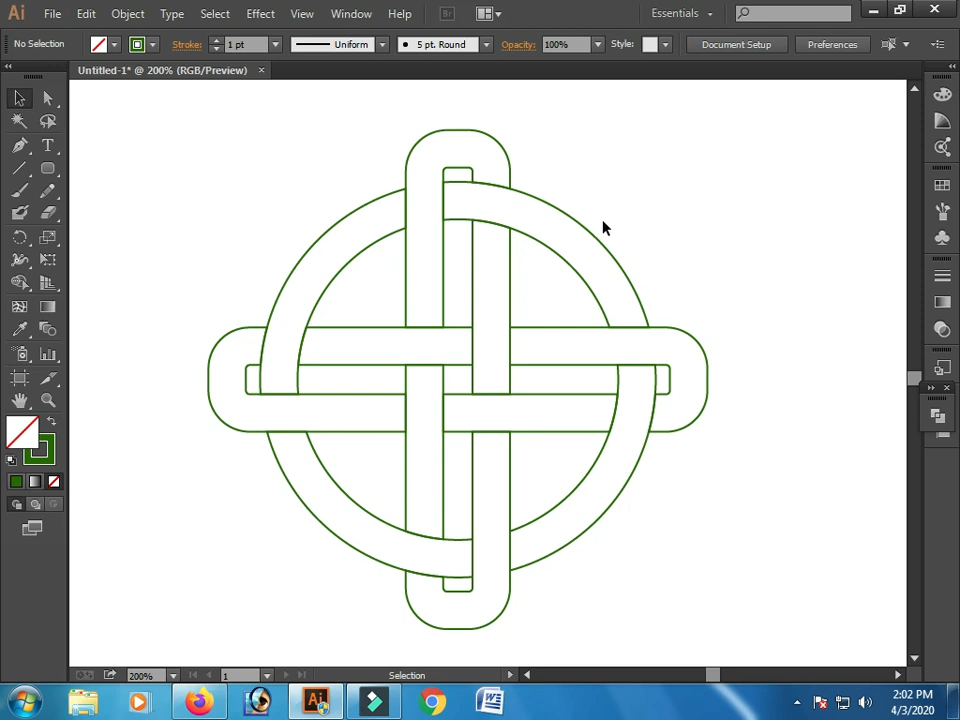 Ai File Edit Object Type Select Effect View Window Help Br Essentials
No Selection Stroke: 1 pt Uniform 5 pt. Round Opacity: 100% Style: Document Setup Preferences
Untitled-1* @ 200% (RGB/Preview) ×
T
200% 1 Selection
Ai W 2:02 PM
4/3/2020